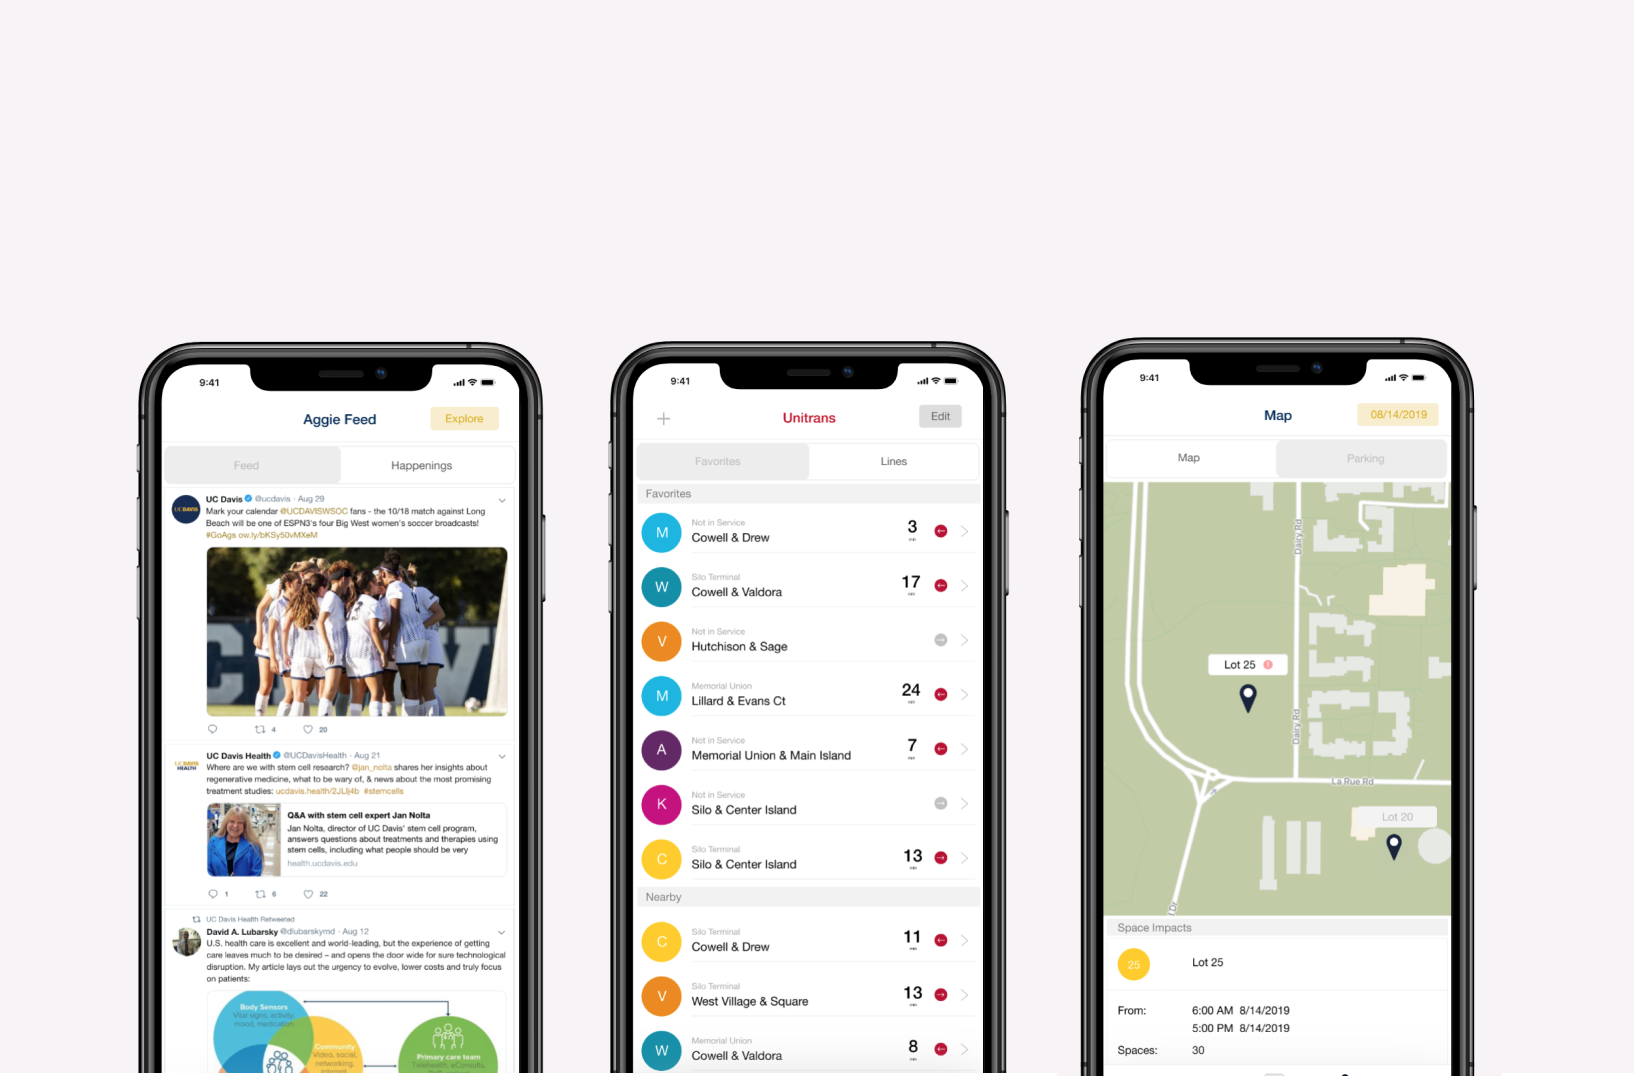 9:41
Aggie Feed
Explore
Feed
Happenings
UC DAVIS
UC Davis @ucdavis · Aug 29
Mark your calendar @UCDAVISWSOC fans - the 10/18 match against Long
Beach will be one of ESPN3's four Big West women's soccer broadcasts!
#GoAgs ow.ly/bKSy50vMXeM
4
20
UC DAVIS
HEALTH
UC Davis Health @UCDavisHealth · Aug 21
Where are we with stem cell research? @jan_nolta shares her insights about
regenerative medicine, what to be wary of, & news about the most promising
treatment studies: ucdavis.health/2JLlj4b #stemcells
Q&A with stem cell expert Jan Nolta
Jan Nolta, director of UC Davis' stem cell program,
answers questions about treatments and therapies using
stem cells, including what people should be very
health.ucdavis.edu
1
6
22
UC Davis Health Retweeted
David A. Lubarsky @dlubarskymd · Aug 12
U.S. health care is excellent and world-leading, but the experience of getting
care leaves much to be desired – and opens the door wide for sure technological
disruption. My article lays out the urgency to evolve, lower costs and truly focus
on patients:
Body Sensors
Vital signs, activity,
mood, medication
Community
Video, social,
networking,
internet
Primary care team
Telehealth, eConsults,
9:41
Unitrans
Edit
Favorites
Lines
Favorites
M
Not in Service
Cowell & Drew
3
min
W
Silo Terminal
Cowell & Valdora
17
min
V
Not in Service
Hutchison & Sage
M
Memorial Union
Lillard & Evans Ct
24
min
A
Not in Service
Memorial Union & Main Island
7
min
K
Not in Service
Silo & Center Island
C
Silo Terminal
Silo & Center Island
13
min
Nearby
C
Silo Terminal
Cowell & Drew
11
min
V
Silo Terminal
West Village & Square
13
min
W
Memorial Union
Cowell & Valdora
8
min
9:41
Map
08/14/2019
Map
Parking
Dairy Rd
Lot 25
Dairy Rd
La Rue Rd
Lot 20
Dr
Space Impacts
25
Lot 25
From:
6:00 AM 8/14/2019
5:00 PM 8/14/2019
Spaces:
30